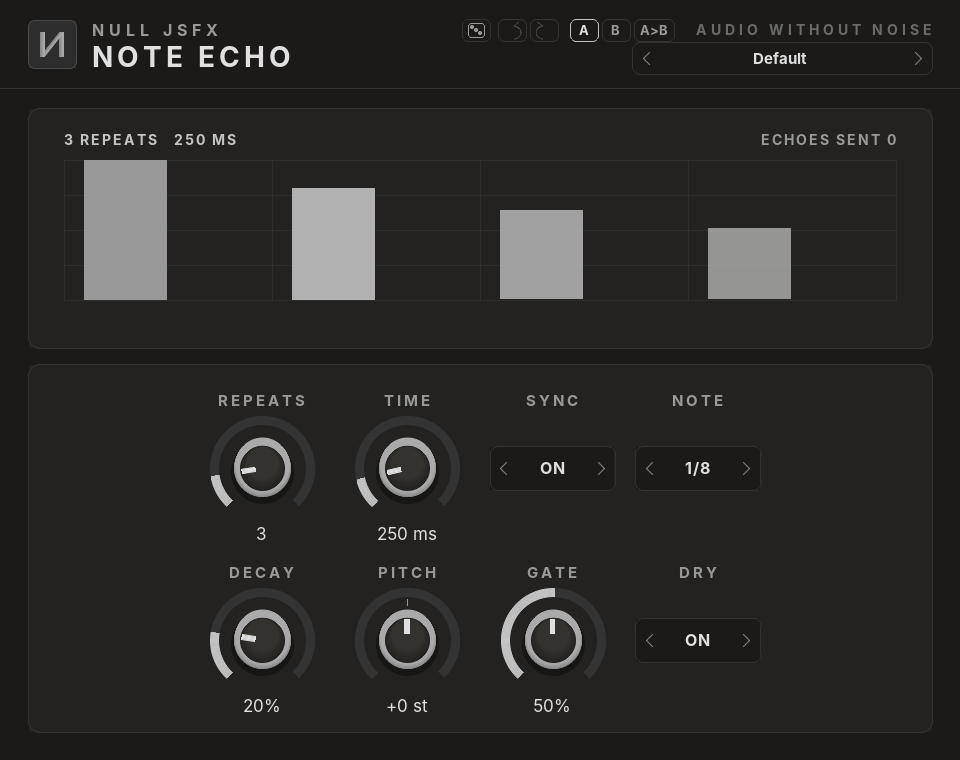 NULL JSFX
NOTE ECHO
A B A>B AUDIO WITHOUT NOISE
Default
3 REPEATS 250 MS ECHOES SENT 0
REPEATS TIME SYNC NOTE
ON 1/8
3 250 ms
DECAY PITCH GATE DRY
ON
20% +0 st 50%